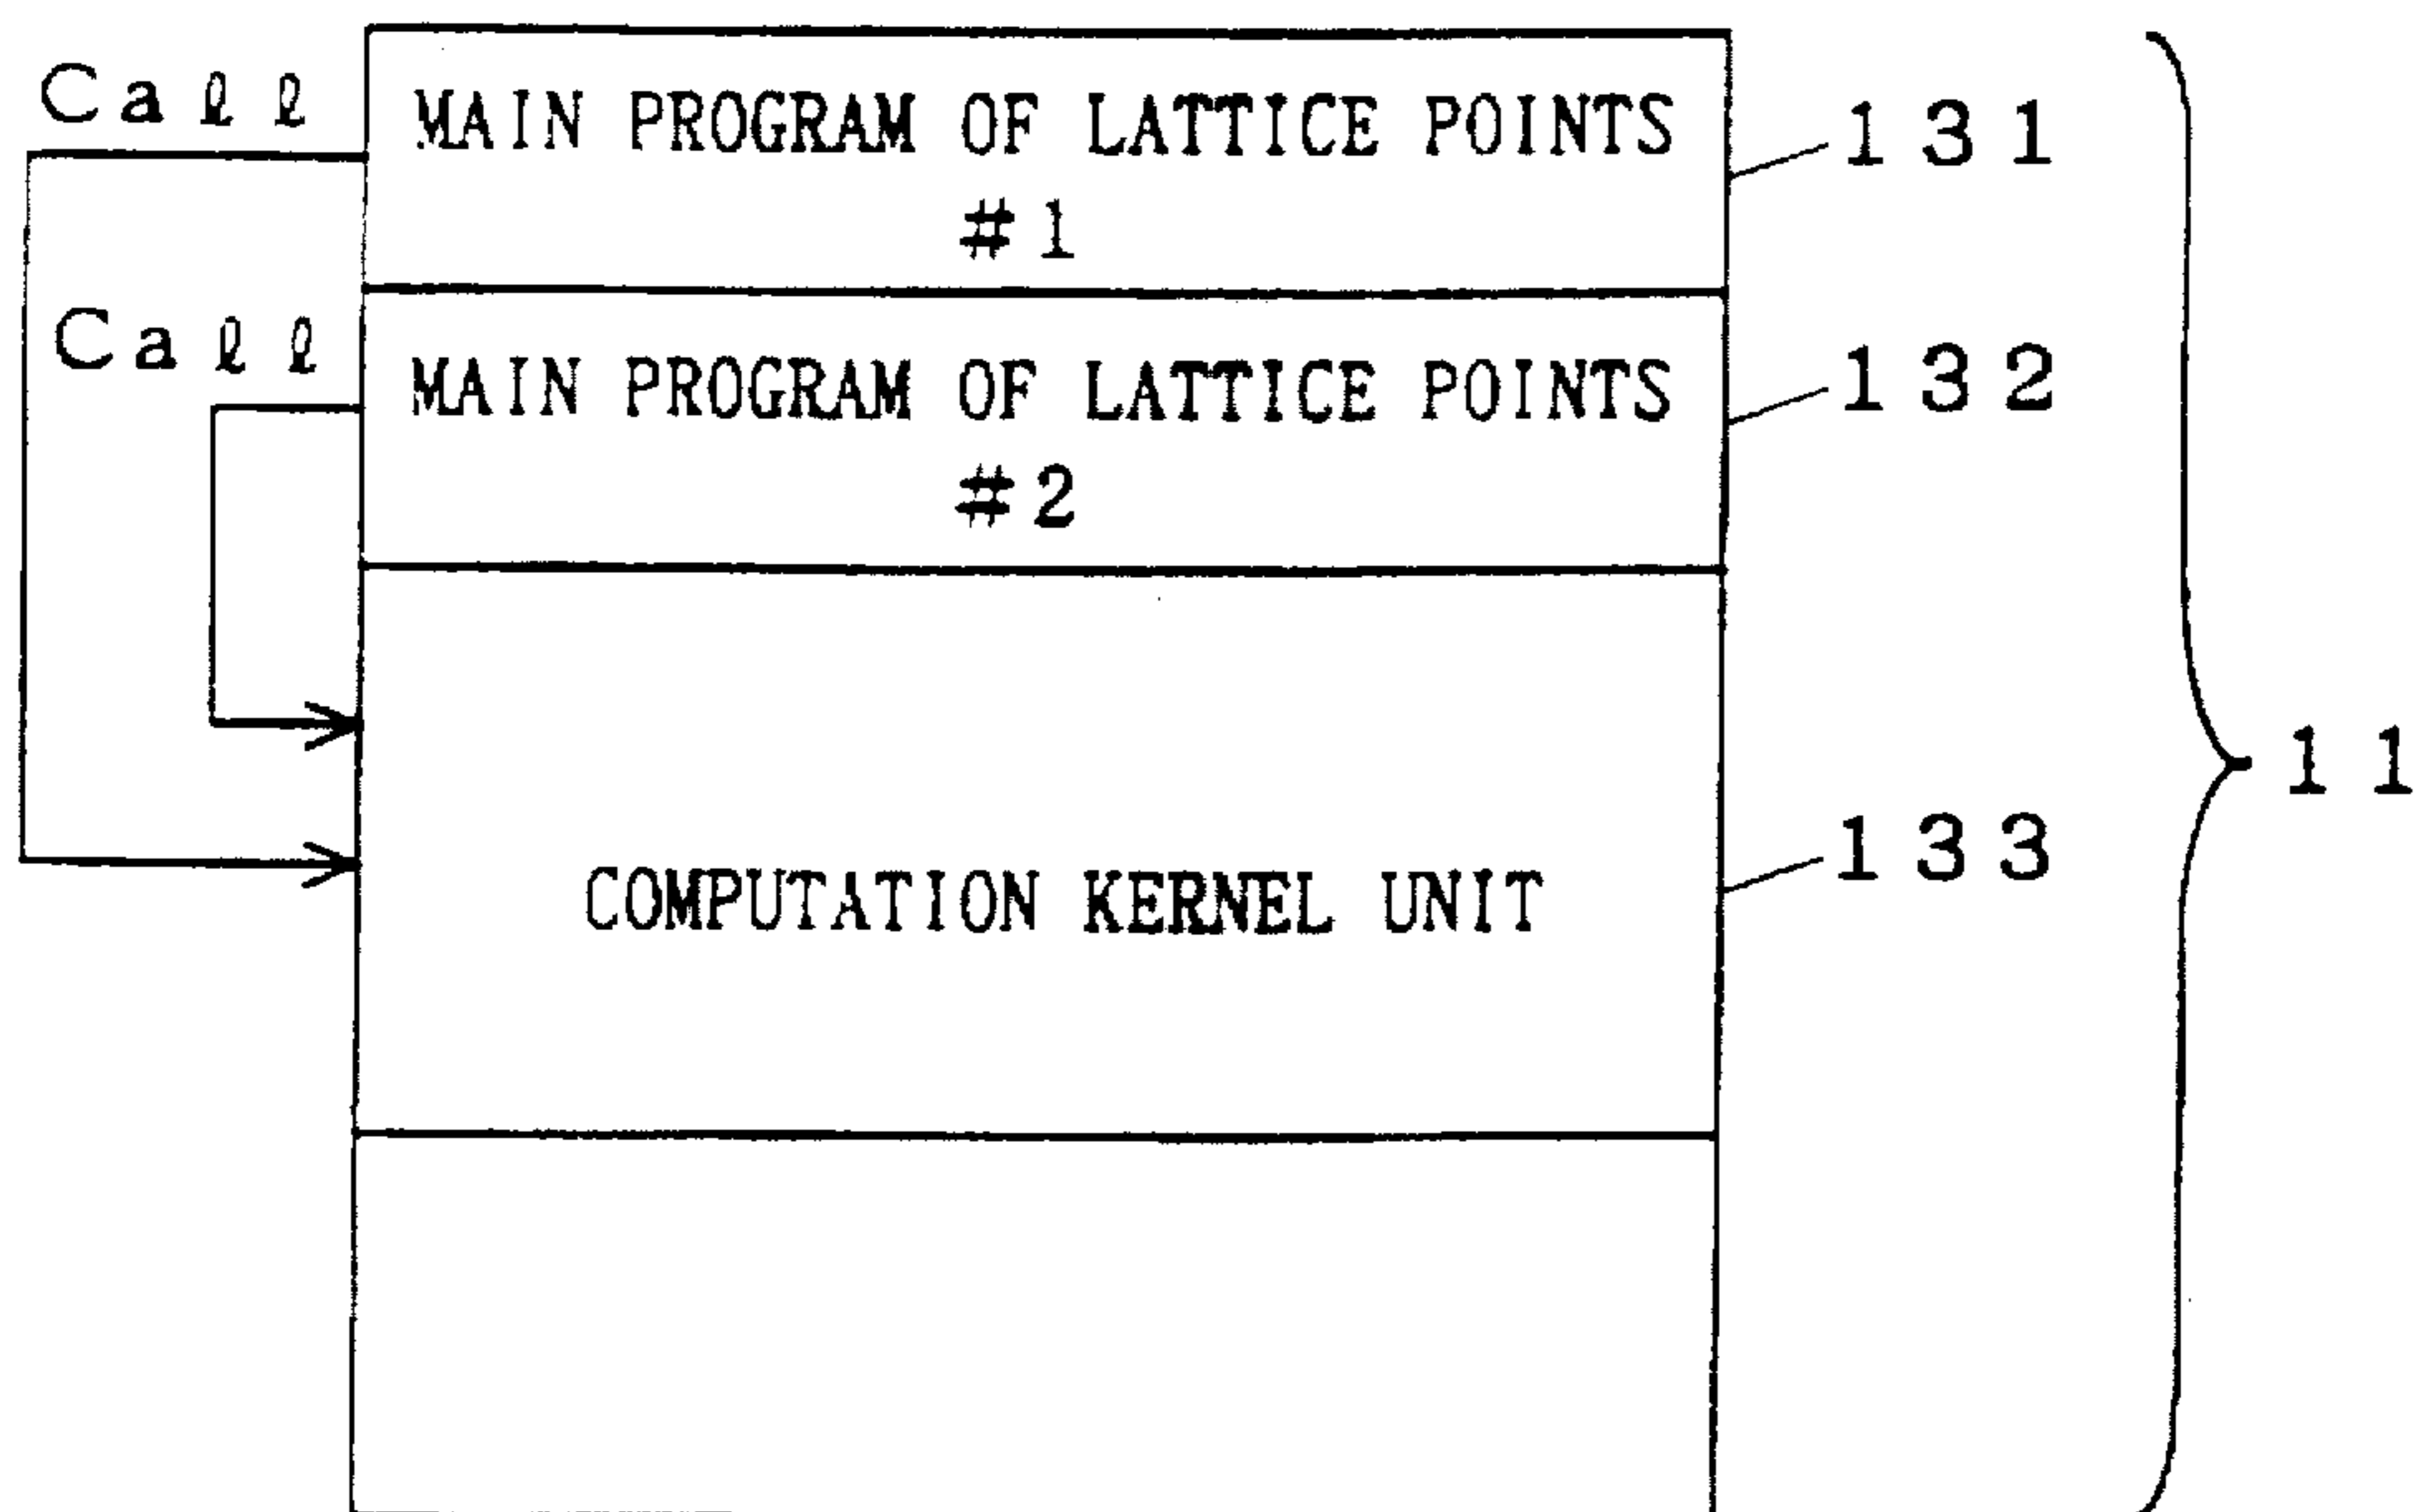 Call
MAIN PROGRAM OF LATTICE POINTS
#1
131
Call
MAIN PROGRAM OF LATTICE POINTS
#2
132
11
COMPUTATION KERNEL UNIT
133